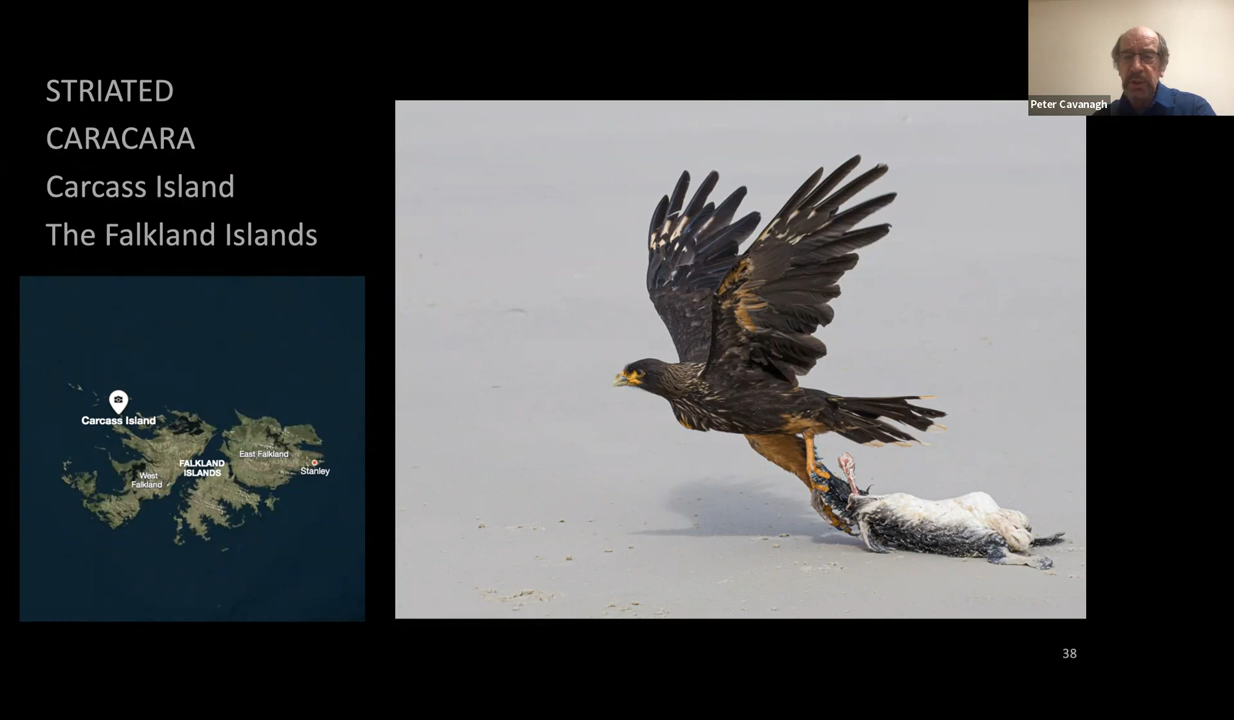 STRIATED
CARACARA
Carcass Island
The Falkland Islands
Peter Cavanagh
Carcass Island
FALKLAND
ISLANDS
East Falkland
West
Falkland
Stanley
38